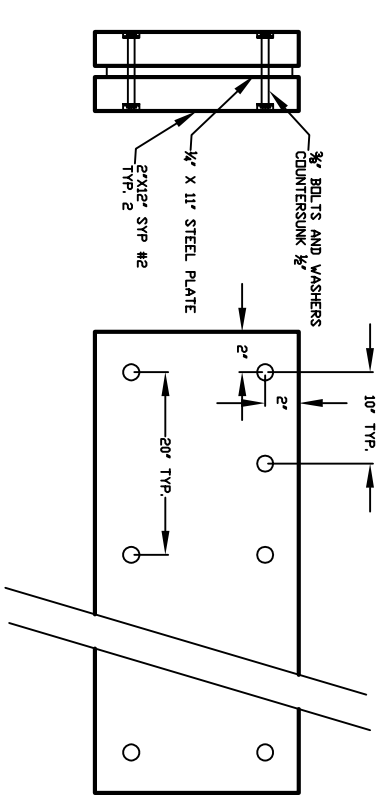 ⅜" BOLTS AND WASHERS
COUNTERSUNK ½"
¼" X 11" STEEL PLATE
2"X12" SYP #2
TYP. 2
10" TYP.
2"
2"
20" TYP.